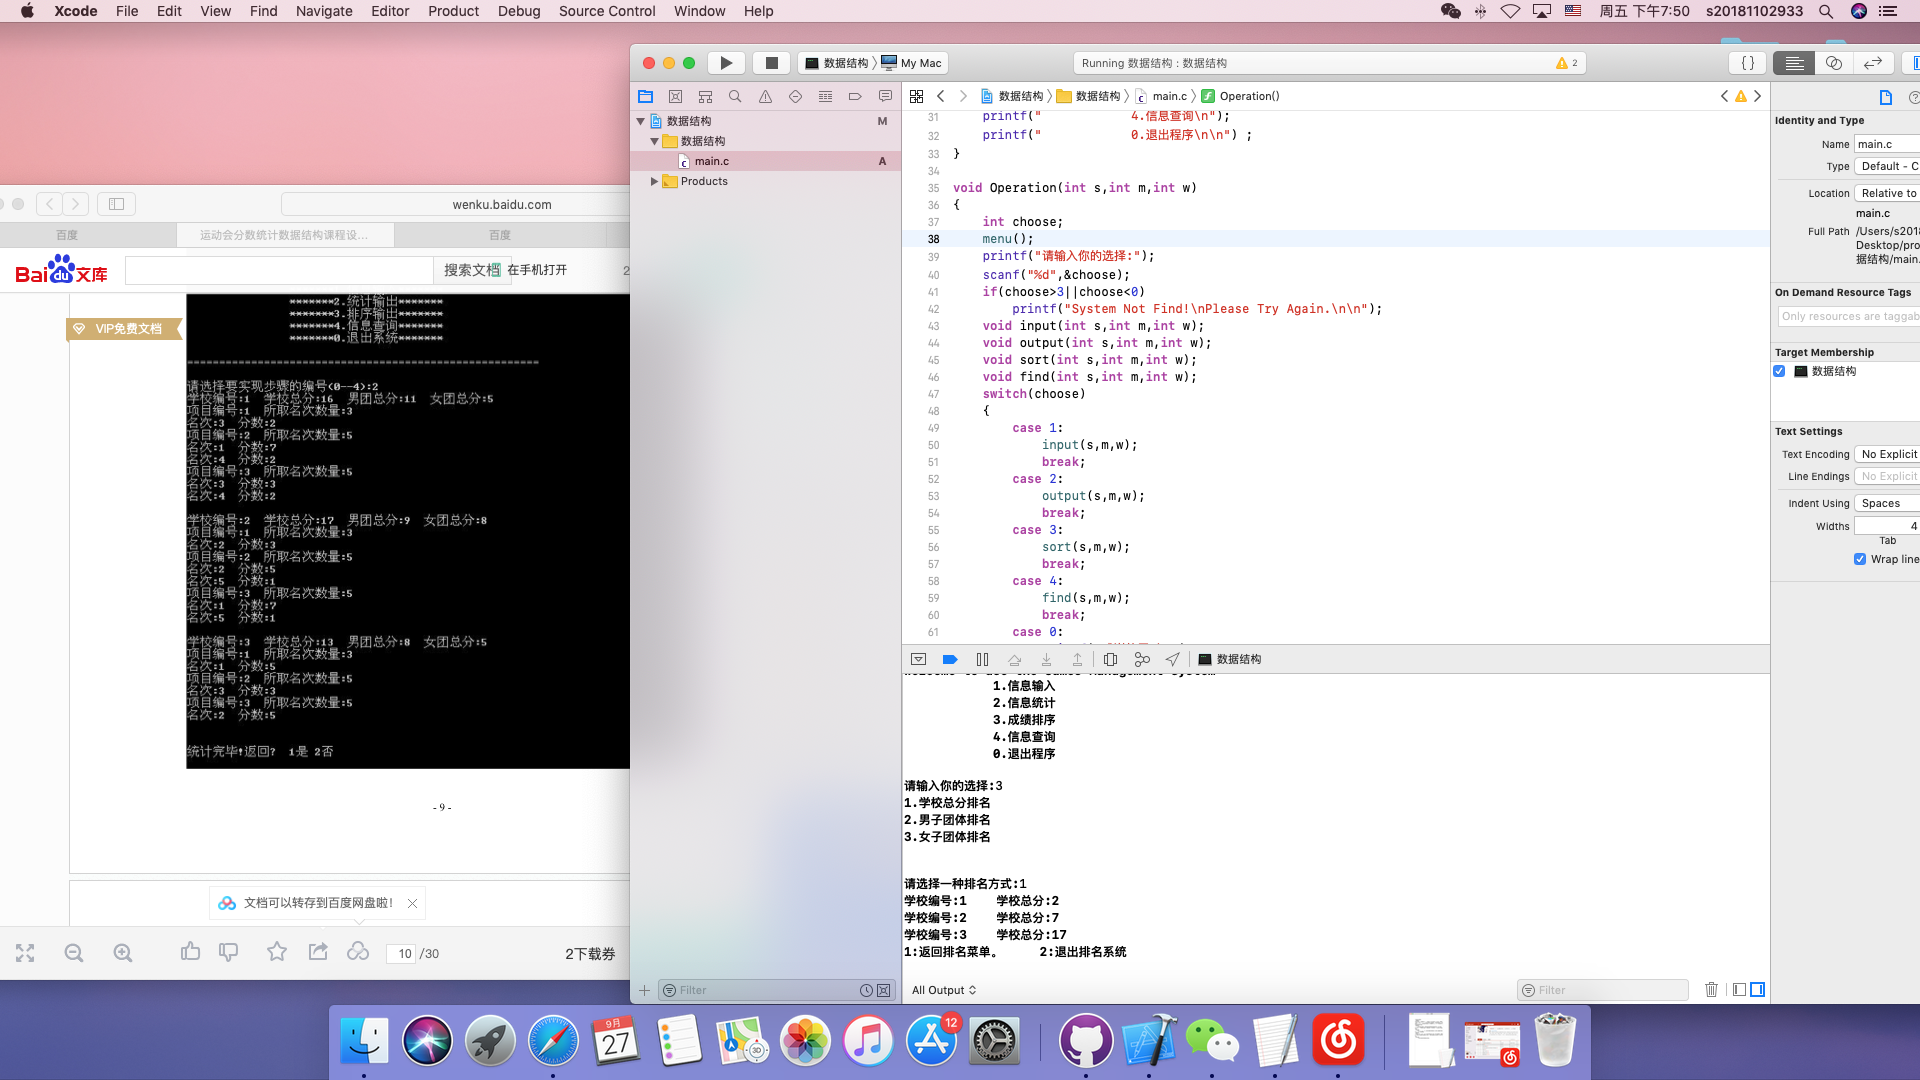 Xcode File Edit View Find Navigate Editor Product Debug Source Control Window Help
周五 下午7:50 s20181102933
数据结构 My Mac
Running 数据结构 : 数据结构
2
数据结构 M
数据结构
main.c A
Products
数据结构 数据结构 main.c Operation()
31 printf(" 4.信息查询\n");
32 printf(" 0.退出程序\n\n") ;
33 }
34
35 void Operation(int s,int m,int w)
36 {
37 int choose;
38 menu();
39 printf("请输入你的选择:");
40 scanf("%d",&choose);
41 if(choose>3||choose<0)
42 printf("System Not Find!\nPlease Try Again.\n\n");
43 void input(int s,int m,int w);
44 void output(int s,int m,int w);
45 void sort(int s,int m,int w);
46 void find(int s,int m,int w);
47 switch(choose)
48 {
49 case 1:
50 input(s,m,w);
51 break;
52 case 2:
53 output(s,m,w);
54 break;
55 case 3:
56 sort(s,m,w);
57 break;
58 case 4:
59 find(s,m,w);
60 break;
61 case 0:
数据结构
1.信息输入
2.信息统计
3.成绩排序
4.信息查询
0.退出程序
请输入你的选择:3
1.学校总分排名
2.男子团体排名
3.女子团体排名
请选择一种排名方式:1
学校编号:1 学校总分:2
学校编号:2 学校总分:7
学校编号:3 学校总分:17
1:返回排名菜单。 2:退出排名系统
Filter
All Output
Filter
Identity and Type
Name main.c
Type Default - C
Location Relative to
main.c
Full Path /Users/s2018
Desktop/pro
据结构/main.
On Demand Resource Tags
Only resources are taggab
Target Membership
数据结构
Text Settings
Text Encoding No Explicit
Line Endings No Explicit
Indent Using Spaces
Widths 4
Tab
Wrap line
wenku.baidu.com
百度 运动会分数统计数据结构课程设... 百度
Bai du 文库 搜索文档 在手机打开 2
VIP免费文档
*******2.统计输出*******
*******3.排序输出*******
*******4.信息查询*******
*******0.退出系统*******
=======================================================
请选择要实现步骤的编号(0--4):2
学校编号:1 学校总分:16 男团总分:11 女团总分:5
项目编号:1 所取名次数量:3
名次:3 分数:2
项目编号:2 所取名次数量:5
名次:1 分数:7
名次:4 分数:2
项目编号:3 所取名次数量:5
名次:3 分数:3
名次:4 分数:2
学校编号:2 学校总分:17 男团总分:9 女团总分:8
项目编号:1 所取名次数量:3
名次:2 分数:3
项目编号:2 所取名次数量:5
名次:2 分数:5
名次:5 分数:1
项目编号:3 所取名次数量:5
名次:1 分数:7
名次:5 分数:1
学校编号:3 学校总分:13 男团总分:8 女团总分:5
项目编号:1 所取名次数量:3
名次:1 分数:5
项目编号:2 所取名次数量:5
名次:3 分数:3
项目编号:3 所取名次数量:5
名次:2 分数:5
统计完毕!返回? 1是 2否
- 9 -
文档可以转存到百度网盘啦!
10 /30
2下载券
9月
27
3D
12